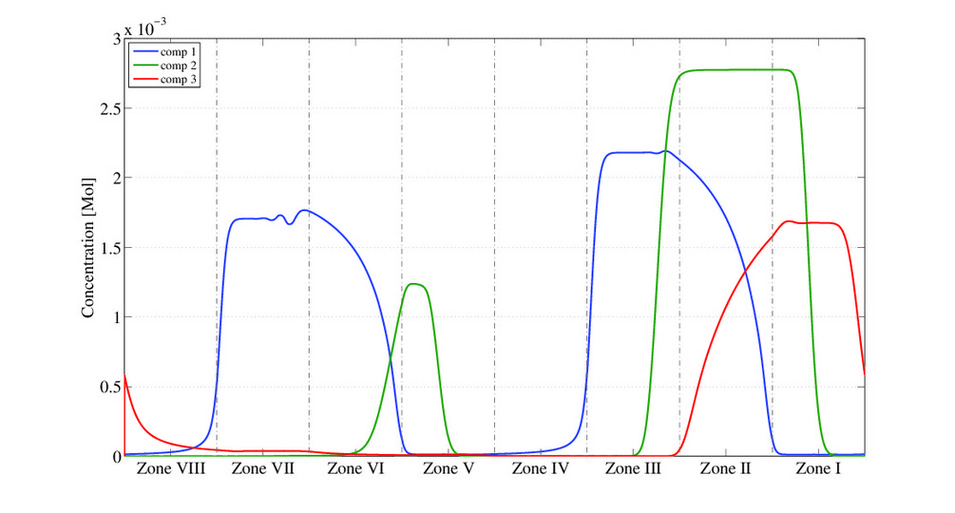 x 10⁻³
3
comp 1
comp 2
comp 3
2.5
2
1.5
1
0.5
0
Concentration [Mol]
Zone VIII Zone VII Zone VI Zone V Zone IV Zone III Zone II Zone I